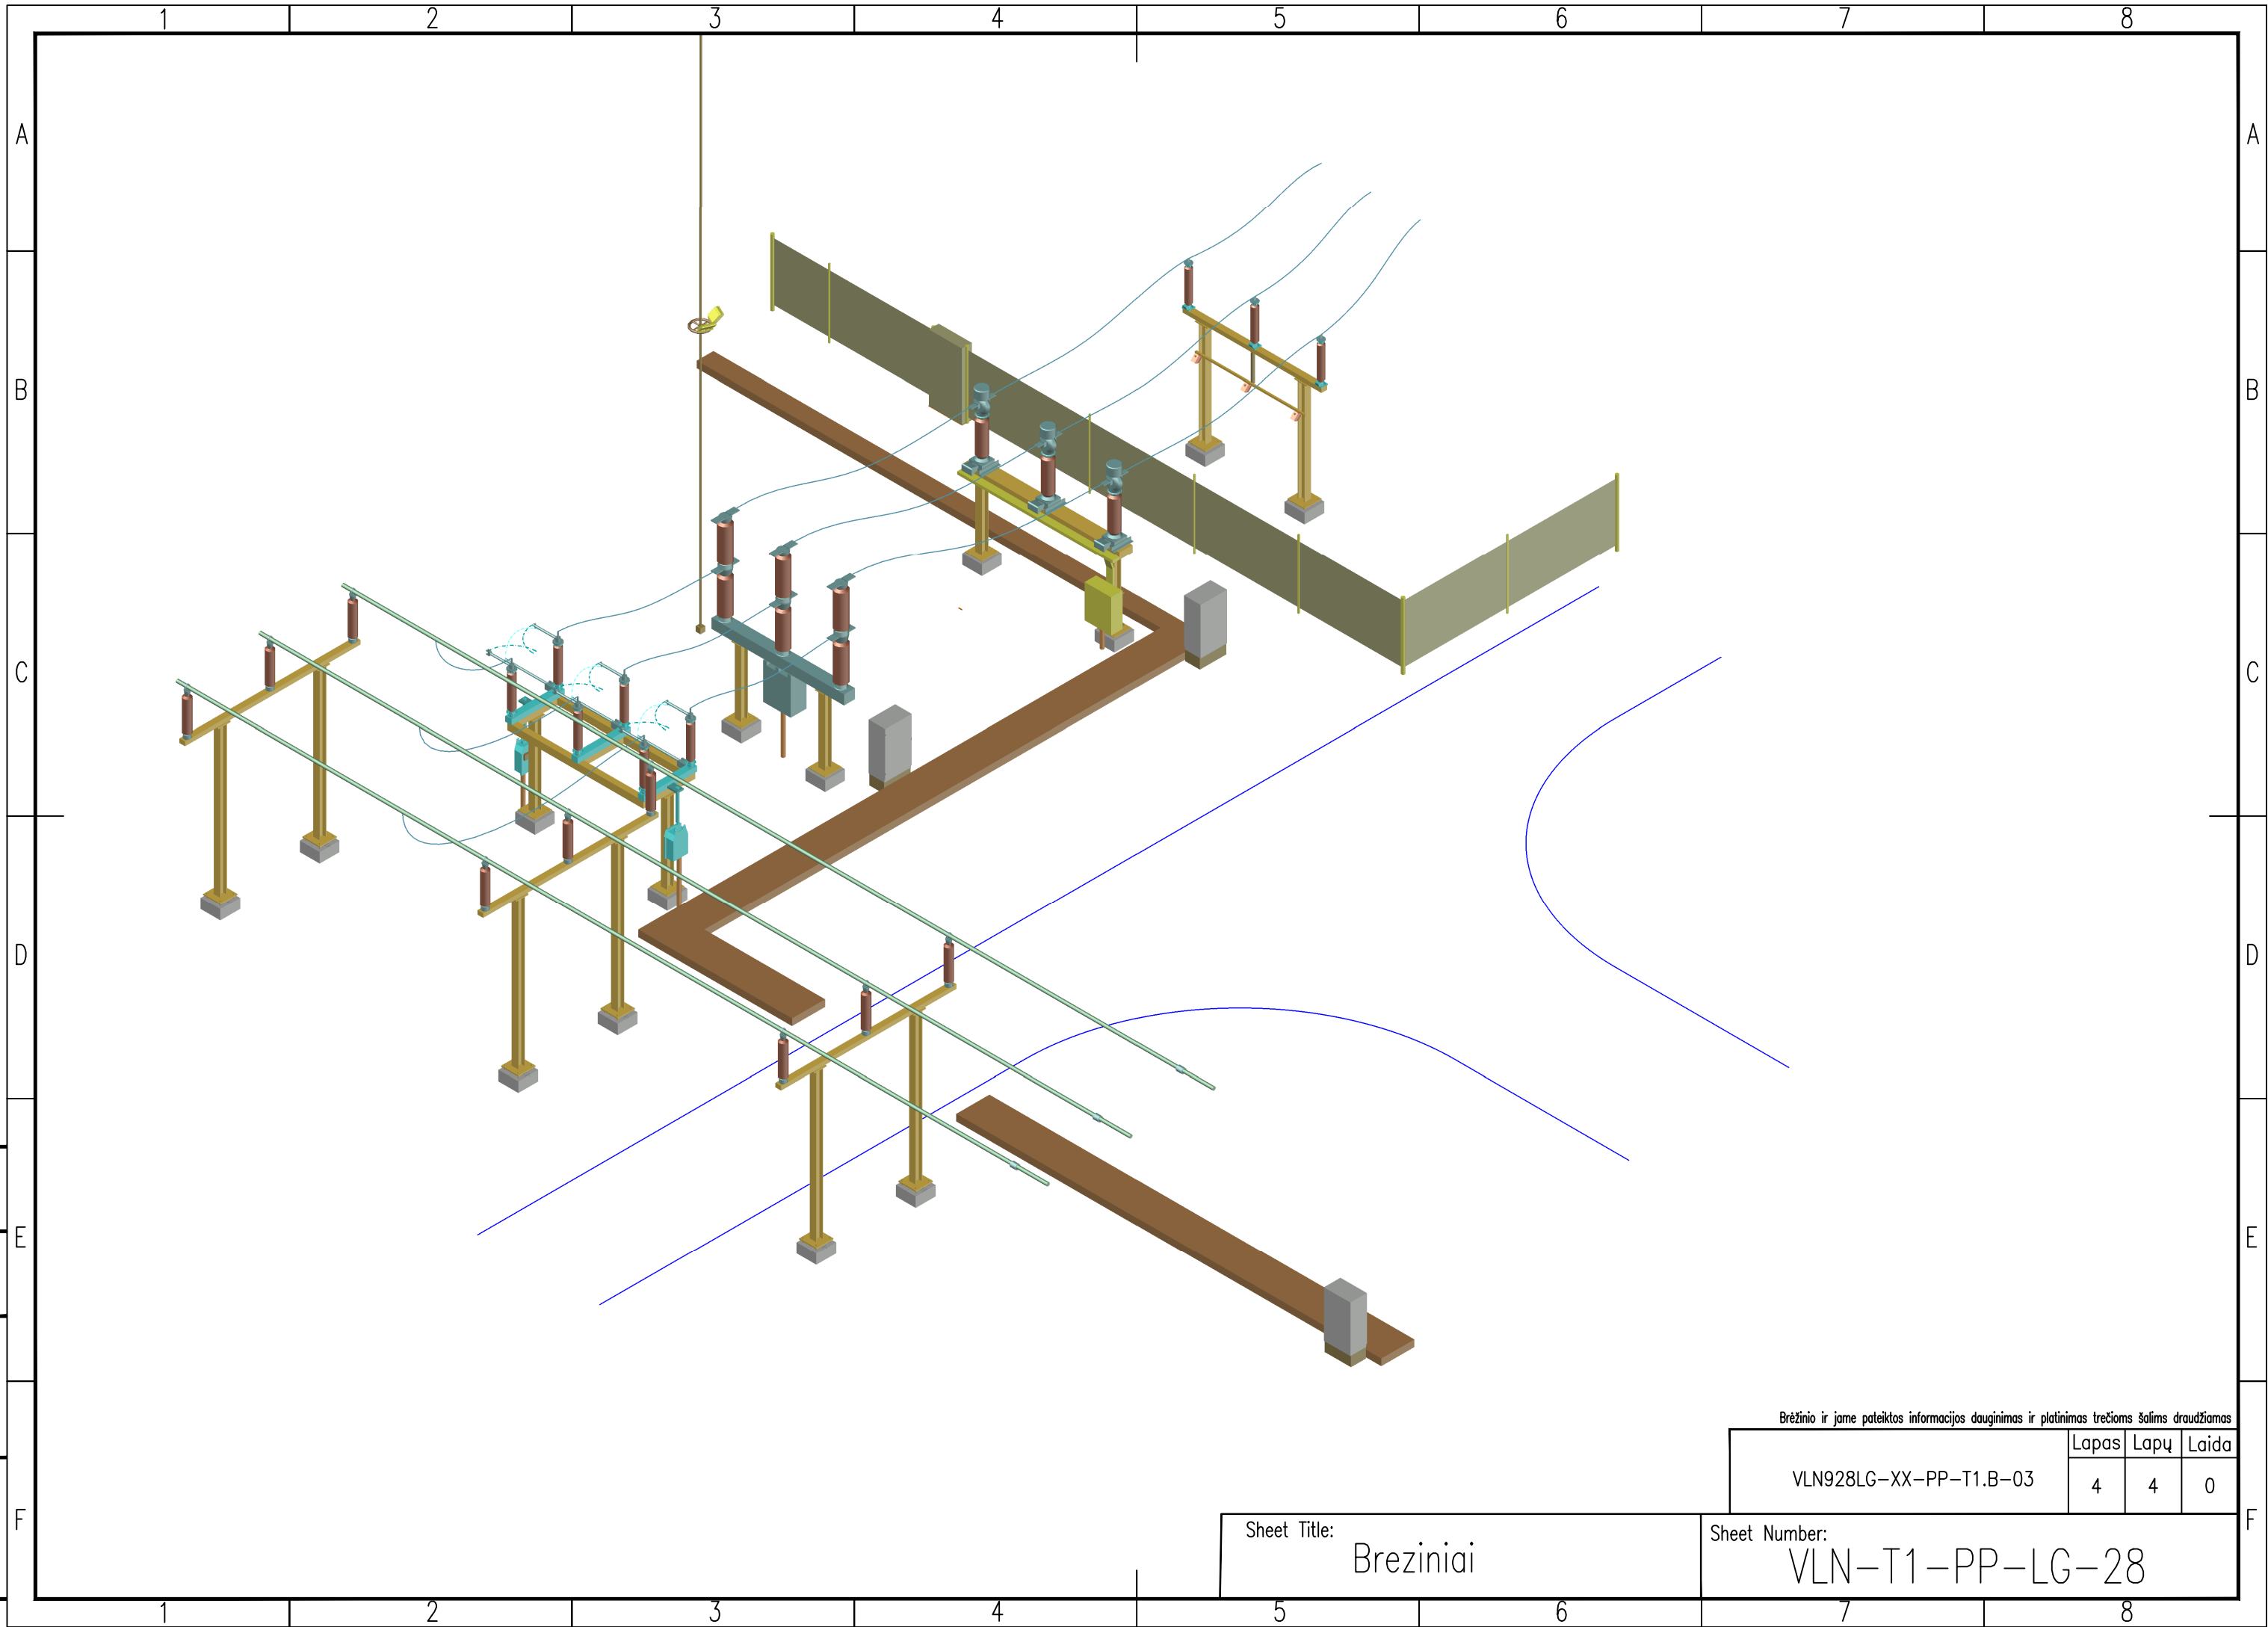 1 2 3 4 5 6 7 8
A A
B B
C C
D D
E E
F F
Brėžinio ir jame pateiktos informacijos dauginimas ir platinimas trečioms šalims draudžiamas
Lapas Lapų Laida
VLN928LG-XX-PP-T1.B-03 4 4 0
Sheet Title:
Breziniai
Sheet Number:
VLN-T1-PP-LG-28
1 2 3 4 5 6 7 8